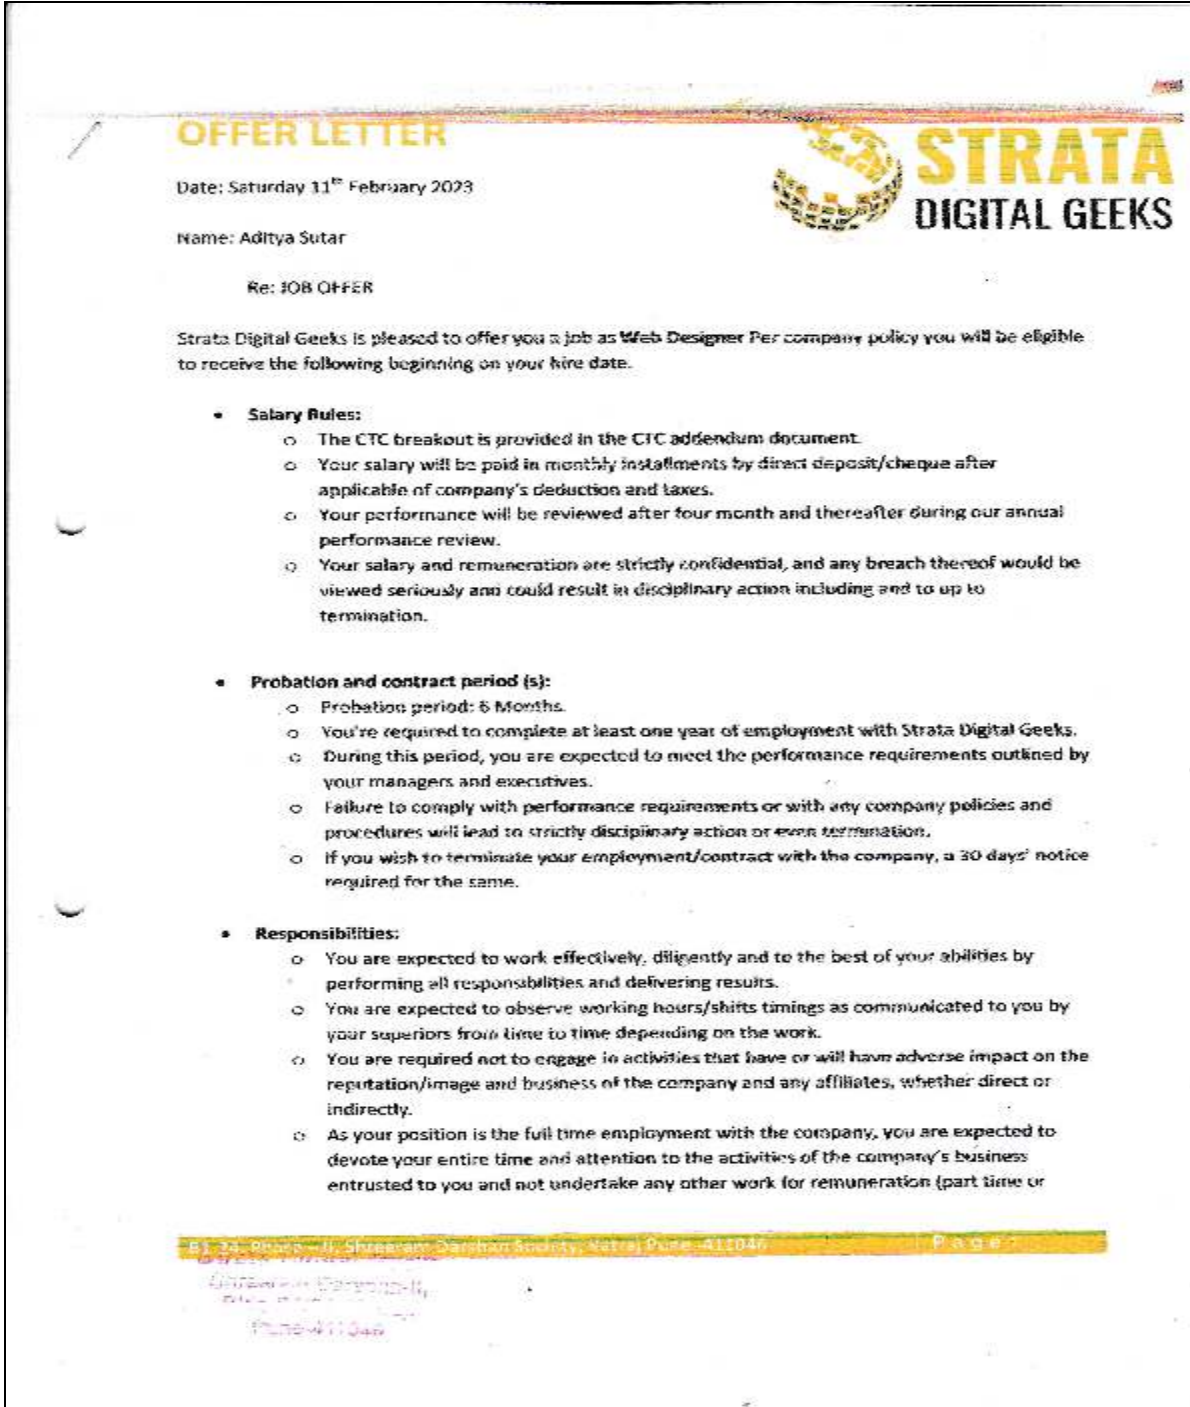 OFFER LETTER
STRATA
DIGITAL GEEKS
Date: Saturday 11th February 2023
Name: Aditya Sutar
Re: JOB OFFER
Strata Digital Geeks is pleased to offer you a job as Web Designer Per company policy you will be eligible
to receive the following beginning on your hire date.
• Salary Rules:
o The CTC breakout is provided in the CTC addendum document.
o Your salary will be paid in monthly installments by direct deposit/cheque after
applicable of company's deduction and taxes.
o Your performance will be reviewed after four month and thereafter during our annual
performance review.
o Your salary and remuneration are strictly confidential, and any breach thereof would be
viewed seriously and could result in disciplinary action including and to up to
termination.
• Probation and contract period (s):
o Probation period: 6 Months.
o You're required to complete at least one year of employment with Strata Digital Geeks.
o During this period, you are expected to meet the performance requirements outlined by
your managers and executives.
o Failure to comply with performance requirements or with any company policies and
procedures will lead to strictly disciplinary action or even termination.
o If you wish to terminate your employment/contract with the company, a 30 days' notice
required for the same.
• Responsibilities:
o You are expected to work effectively, diligently and to the best of your abilities by
performing all responsibilities and delivering results.
o You are expected to observe working hours/shifts timings as communicated to you by
your superiors from time to time depending on the work.
o You are required not to engage in activities that have or will have adverse impact on the
reputation/image and business of the company and any affiliates, whether direct or
indirectly.
o As your position is the full time employment with the company, you are expected to
devote your entire time and attention to the activities of the company's business
entrusted to you and not undertake any other work for remuneration (part time or
Shreeram Darshan Society, Katraj Pune -411046 | Page
Pune-411046